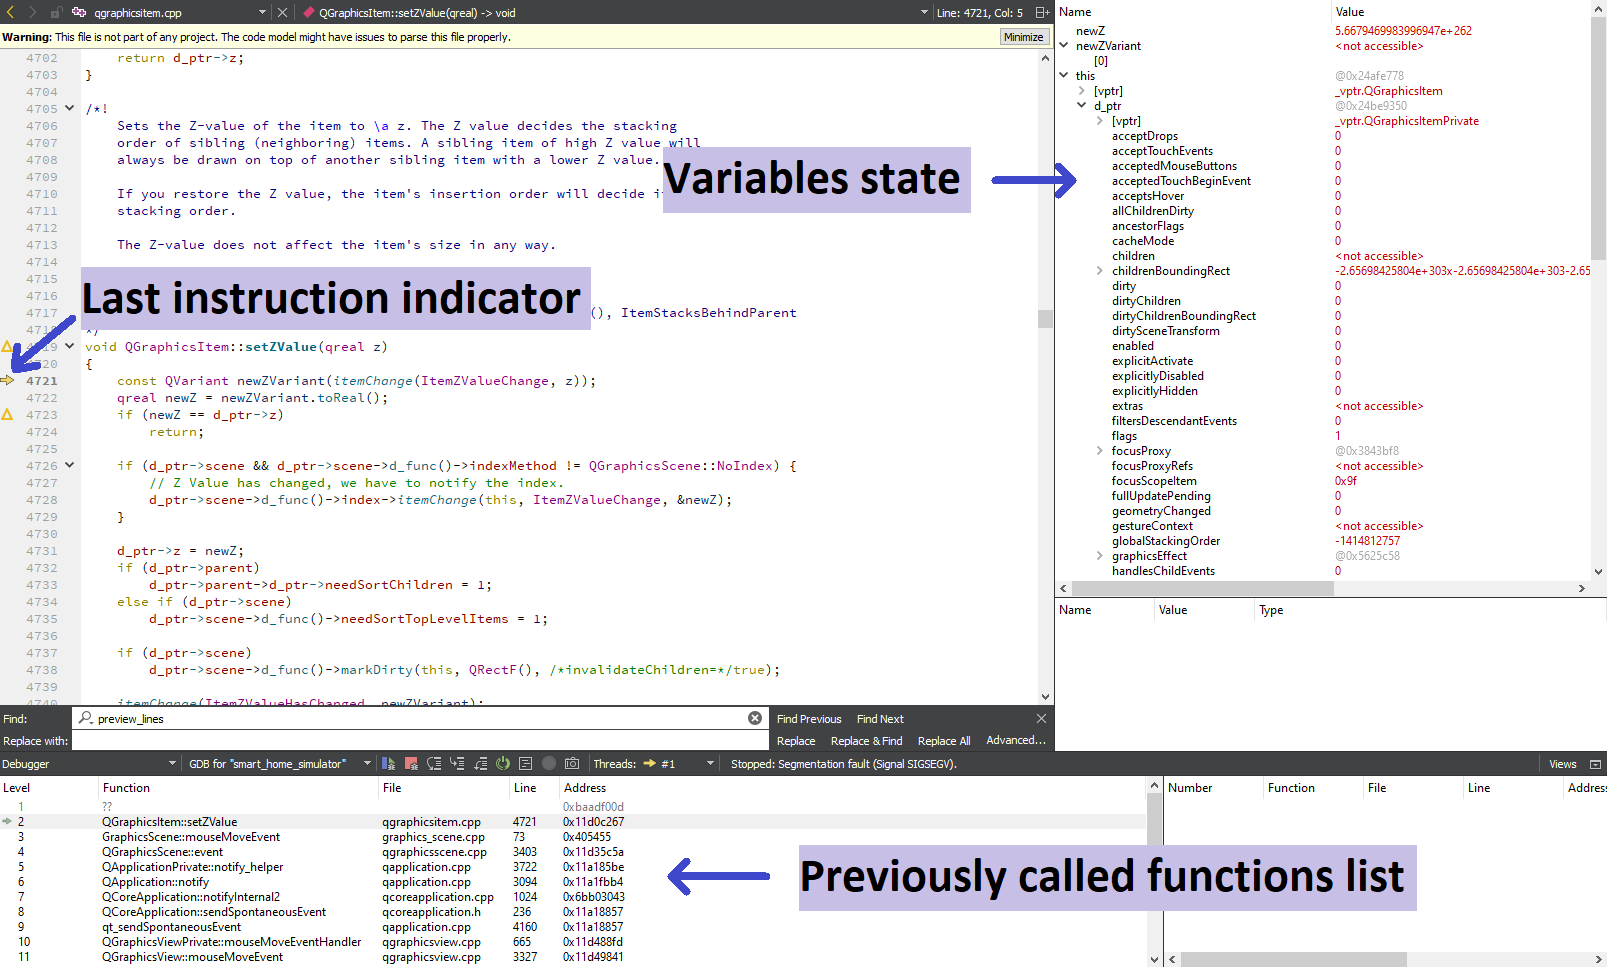 qgraphicsitem.cpp
QGraphicsItem::setZValue(qreal) -> void
Line: 4721, Col: 5
Warning: This file is not part of any project. The code model might have issues to parse this file properly.
Minimize
4702 return d_ptr->z;
4703 }
4704
4705 /*!
4706 Sets the Z-value of the item to \a z. The Z value decides the stacking
4707 order of sibling (neighboring) items. A sibling item of high Z value will
4708 always be drawn on top of another sibling item with a lower Z value.
4709
4710 If you restore the Z value, the item's insertion order will decide
4711 stacking order.
4712
4713 The Z-value does not affect the item's size in any way.
4714
4715
4716
4717 (), ItemStacksBehindParent
4718 */
4719 void QGraphicsItem::setZValue(qreal z)
4720 {
4721 const QVariant newZVariant(itemChange(ItemZValueChange, z));
4722 qreal newZ = newZVariant.toReal();
4723 if (newZ == d_ptr->z)
4724 return;
4725
4726 if (d_ptr->scene && d_ptr->scene->d_func()->indexMethod != QGraphicsScene::NoIndex) {
4727 // Z Value has changed, we have to notify the index.
4728 d_ptr->scene->d_func()->index->itemChange(this, ItemZValueChange, &newZ);
4729 }
4730
4731 d_ptr->z = newZ;
4732 if (d_ptr->parent)
4733 d_ptr->parent->d_ptr->needSortChildren = 1;
4734 else if (d_ptr->scene)
4735 d_ptr->scene->d_func()->needSortTopLevelItems = 1;
4736
4737 if (d_ptr->scene)
4738 d_ptr->scene->d_func()->markDirty(this, QRectF(), /*invalidateChildren=*/true);
4739
4740 itemChange(ItemZValueHasChanged, newZVariant);
Variables state
Last instruction indicator
Name Value
newZ 5.6679469983996947e+262
newZVariant <not accessible>
[0]
this @0x24afe778
[vptr] _vptr.QGraphicsItem
d_ptr @0x24be9350
[vptr] _vptr.QGraphicsItemPrivate
acceptDrops 0
acceptTouchEvents 0
acceptedMouseButtons 0
acceptedTouchBeginEvent 0
acceptsHover 0
allChildrenDirty 0
ancestorFlags 0
cacheMode 0
children <not accessible>
childrenBoundingRect -2.65698425804e+303x-2.65698425804e+303-2.65
dirty 0
dirtyChildren 0
dirtyChildrenBoundingRect 0
dirtySceneTransform 0
enabled 0
explicitActivate 0
explicitlyDisabled 0
explicitlyHidden 0
extras <not accessible>
filtersDescendantEvents 0
flags 1
focusProxy @0x3843bf8
focusProxyRefs <not accessible>
focusScopeItem 0x9f
fullUpdatePending 0
geometryChanged 0
gestureContext <not accessible>
globalStackingOrder -1414812757
graphicsEffect @0x5625c58
handlesChildEvents 0
Name Value Type
Find: preview_lines Find Previous Find Next
Replace with: Replace Replace & Find Replace All Advanced...
Debugger GDB for "smart_home_simulator" Threads: #1 Stopped: Segmentation fault (Signal SIGSEGV). Views
Level Function File Line Address
1 ?? 0xbaadf00d
2 QGraphicsItem::setZValue qgraphicsitem.cpp 4721 0x11d0c267
3 GraphicsScene::mouseMoveEvent graphics_scene.cpp 73 0x405455
4 QGraphicsScene::event qgraphicsscene.cpp 3403 0x11d35c5a
5 QApplicationPrivate::notify_helper qapplication.cpp 3722 0x11a185be
6 QApplication::notify qapplication.cpp 3094 0x11a1fbb4
7 QCoreApplication::notifyInternal2 qcoreapplication.cpp 1024 0x6bb03043
8 QCoreApplication::sendSpontaneousEvent qcoreapplication.h 236 0x11a18857
9 qt_sendSpontaneousEvent qapplication.cpp 4160 0x11a18857
10 QGraphicsViewPrivate::mouseMoveEventHandler qgraphicsview.cpp 665 0x11d488fd
11 QGraphicsView::mouseMoveEvent qgraphicsview.cpp 3327 0x11d49841
Previously called functions list
Number Function File Line Address